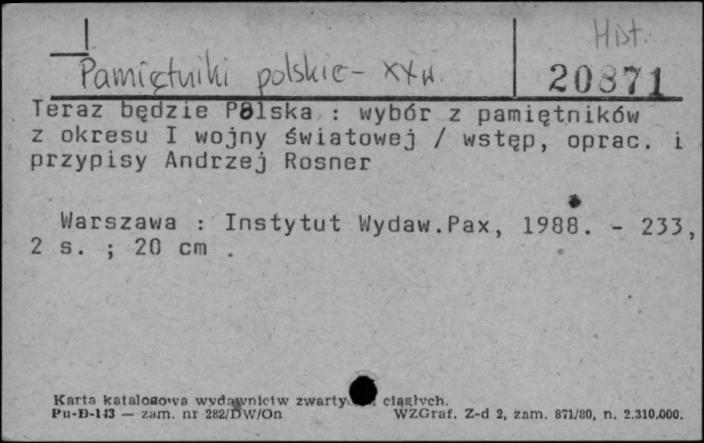 Hist.
Pamiętniki polskie - XX w.
20871
Teraz będzie Polska : wybór z pamiętników
z okresu I wojny światowej / wstęp, oprac. i
przypisy Andrzej Rosner
Warszawa : Instytut Wydaw.Pax, 1988. - 233,
2 s. ; 20 cm .
Karta katalogowa wydawnictw zwartych ciągłych.
Pu-D-143 — zam. nr 282/DW/On WZGraf. Z-d 2, zam. 871/80, n. 2.310.000.